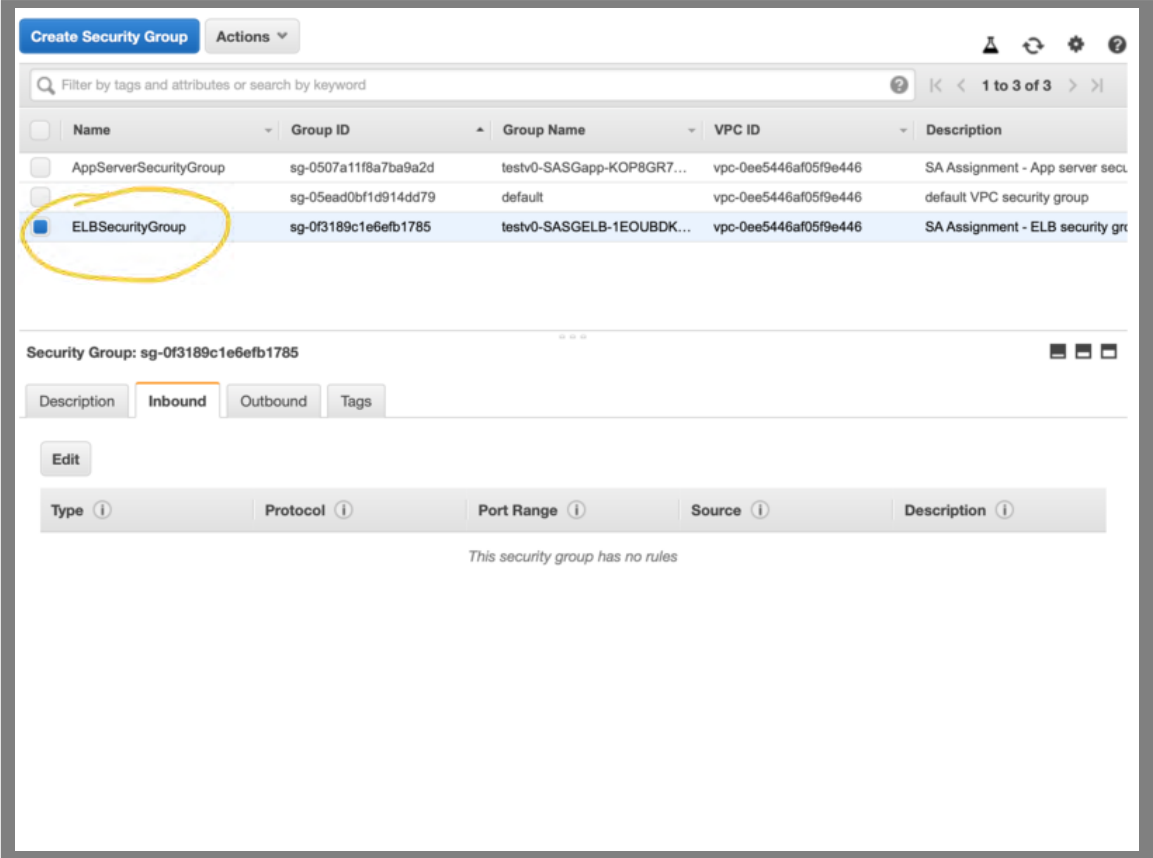 Create Security Group Actions
Filter by tags and attributes or search by keyword 1 to 3 of 3
Name Group ID Group Name VPC ID Description
AppServerSecurityGroup sg-0507a11f8a7ba9a2d testv0-SASGapp-KOP8GR7... vpc-0ee5446af05f9e446 SA Assignment - App server secu
sg-05ead0bf1d914dd79 default vpc-0ee5446af05f9e446 default VPC security group
ELBSecurityGroup sg-0f3189c1e6efb1785 testv0-SASGELB-1EOUBDK... vpc-0ee5446af05f9e446 SA Assignment - ELB security gro
Security Group: sg-0f3189c1e6efb1785
Description Inbound Outbound Tags
Edit
Type Protocol Port Range Source Description
This security group has no rules